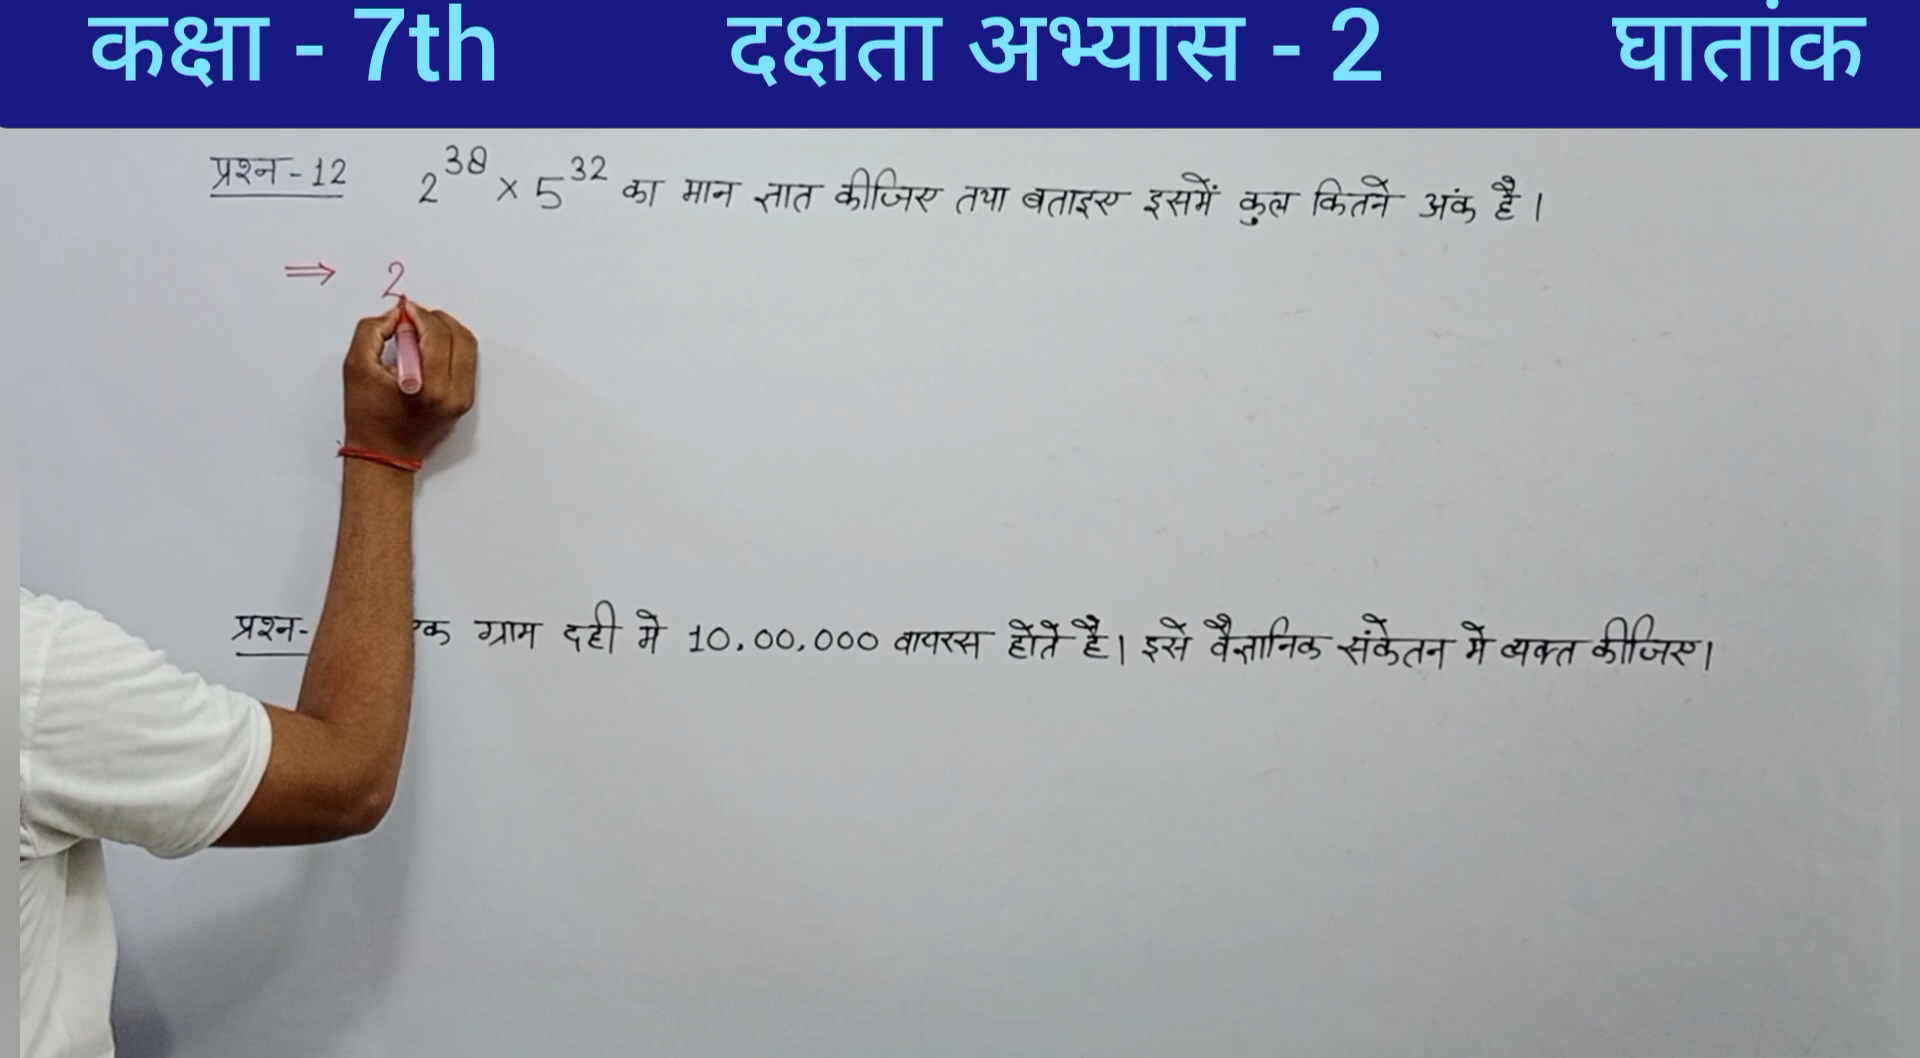 कक्षा - 7th दक्षता अभ्यास - 2 घातांक
प्रश्न-12 2^38 × 5^32 का मान ज्ञात कीजिए तथा बताइए इसमें कुल कितने अंक है।
⇒ 2
प्रश्न- ग्राम दही मे 10,00,000 वायरस होते है। इसे वैज्ञानिक संकेतन मे व्यक्त कीजिए।